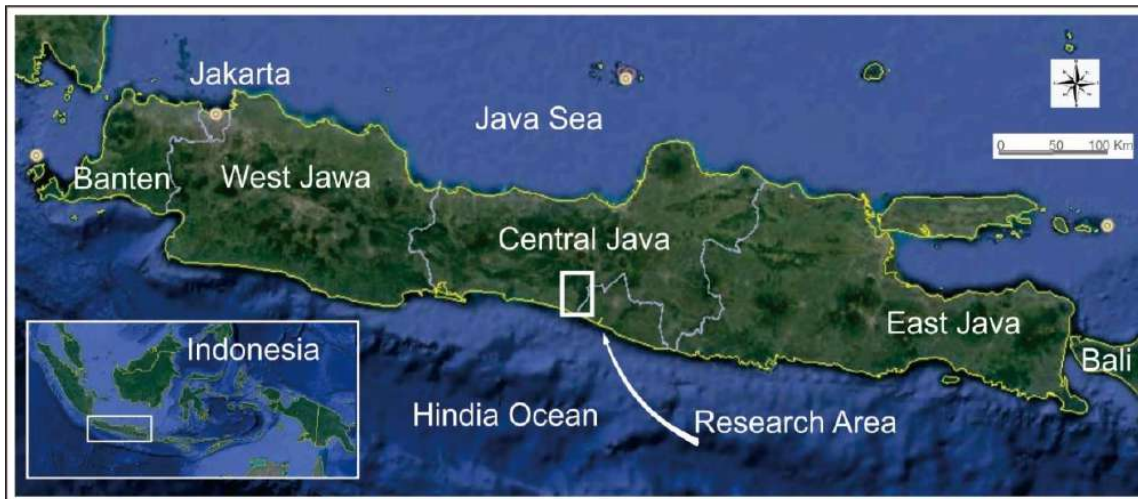 Jakarta
Java Sea
0 50 100 Km
Banten
West Jawa
Central Java
East Java
Bali
Indonesia
Hindia Ocean
Research Area